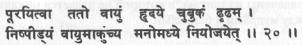 पूरयित्वा ततो वायुं हृदये चुबुकं दृढम् ।
निष्पीड्यं वायुमाकुंच्य मनोमध्ये नियोजयेत् ।। २० ।।